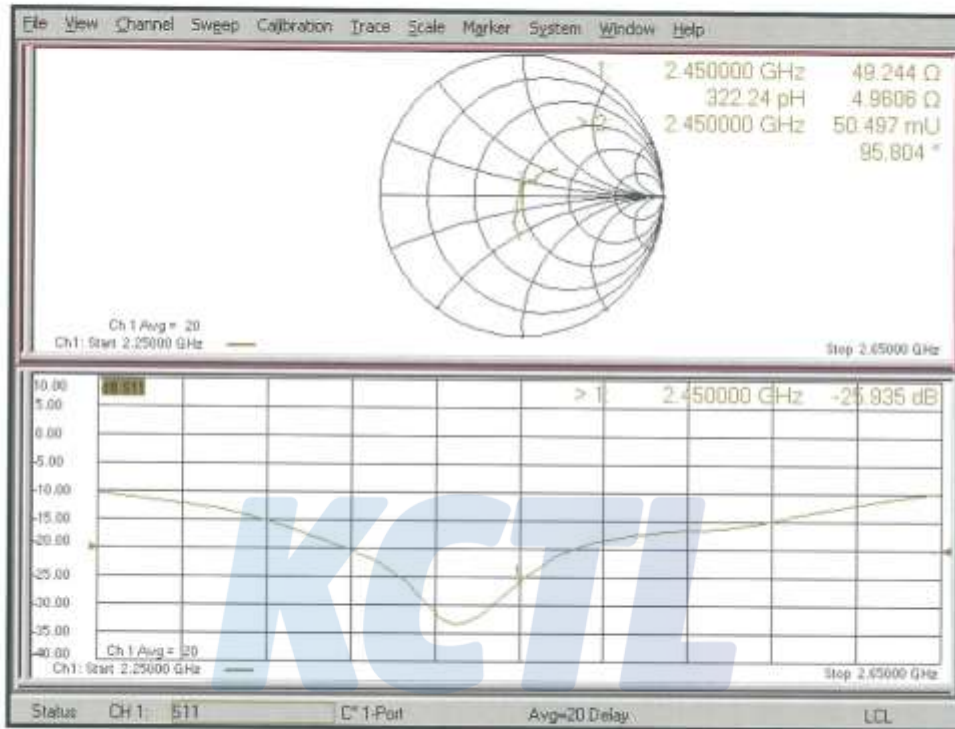 File View Channel Sweep Calibration Trace Scale Marker System Window Help
1 2.450000 GHz 49.244 Ω
322.24 pH 4.9606 Ω
> 2 2.450000 GHz 50.497 mU
95.804 °
Ch 1 Avg = 20
Ch1: Start 2.25000 GHz Stop 2.65000 GHz
10.00
> 1: 2.450000 GHz -25.935 dB
5.00
0.00
-5.00
-10.00
-15.00
-20.00
-25.00
-30.00
-35.00
-40.00
Ch 1 Avg = 20
Ch1: Start 2.25000 GHz Stop 2.65000 GHz
KCTL
Status CH 1: S11 C* 1-Port Avg=20 Delay LCL